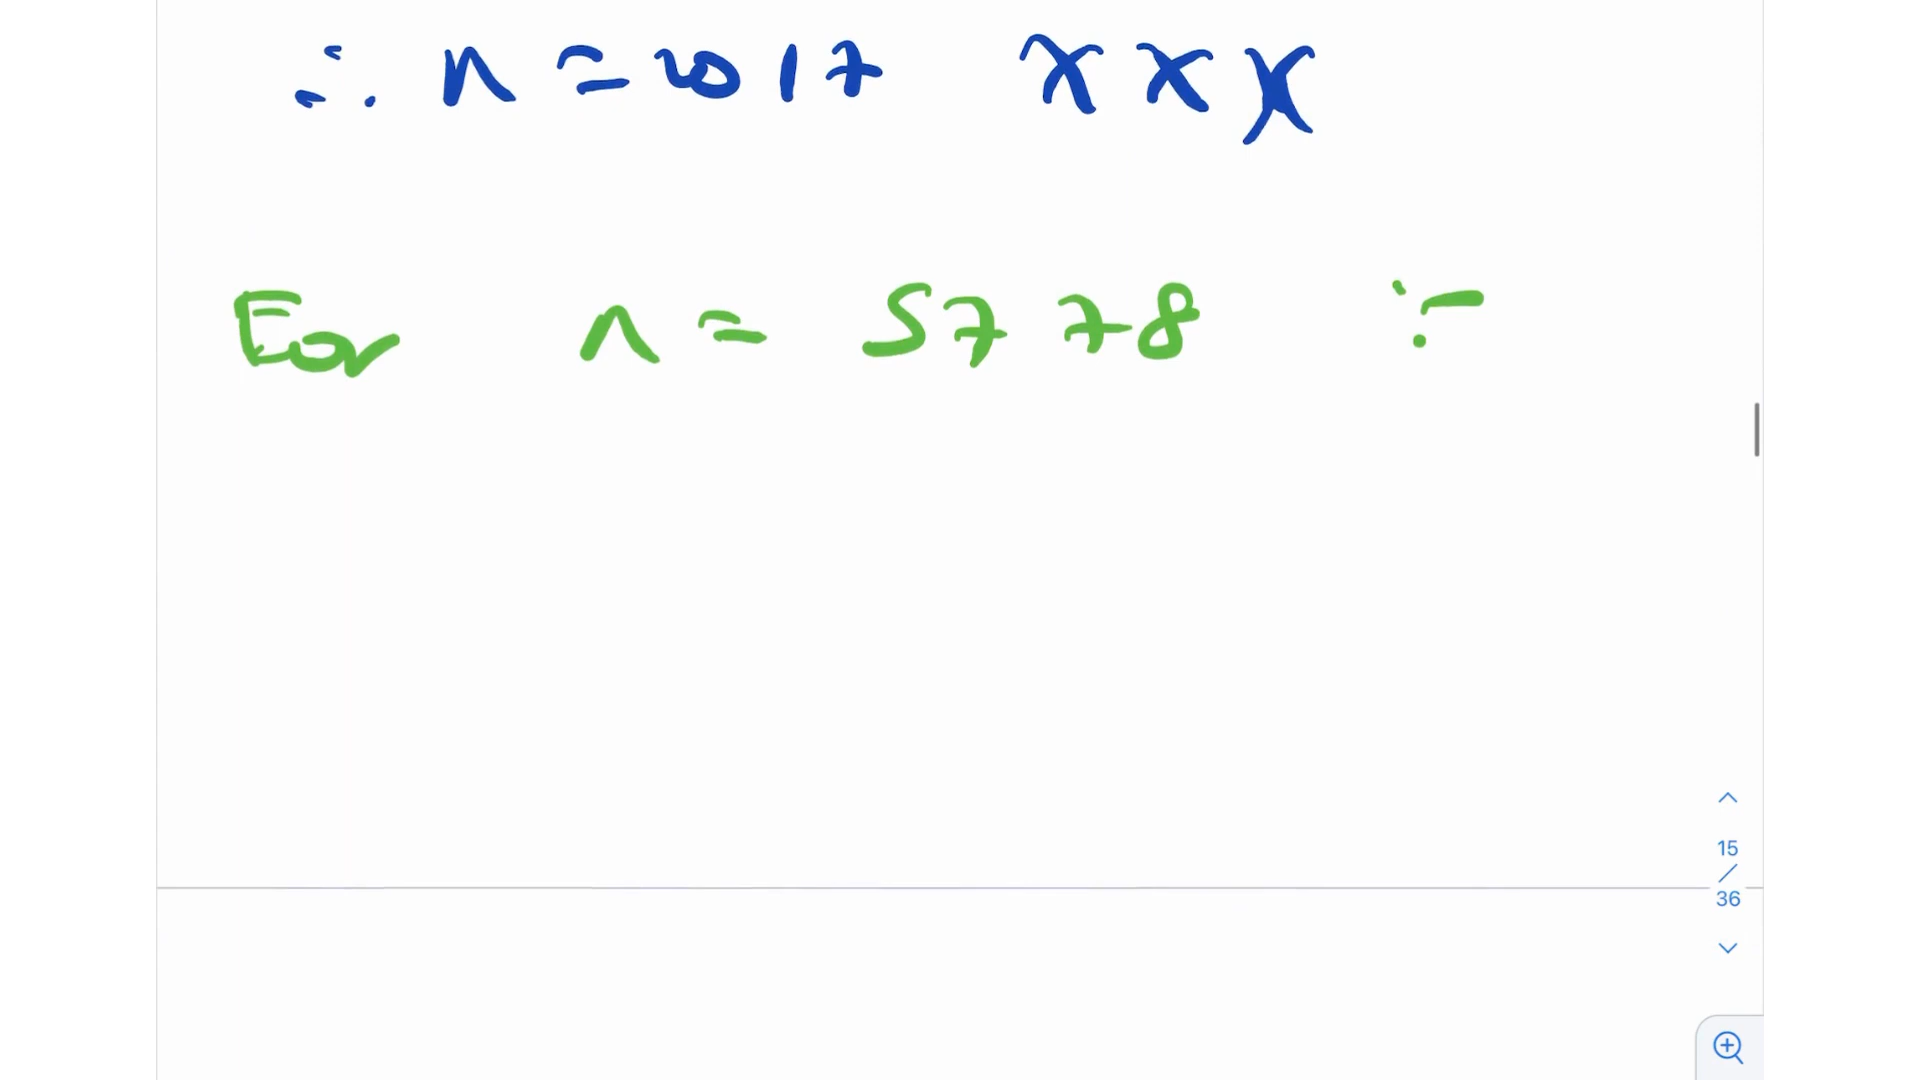 ∴ n = 2017 x x x
For n = 5778 :-
15
/
36